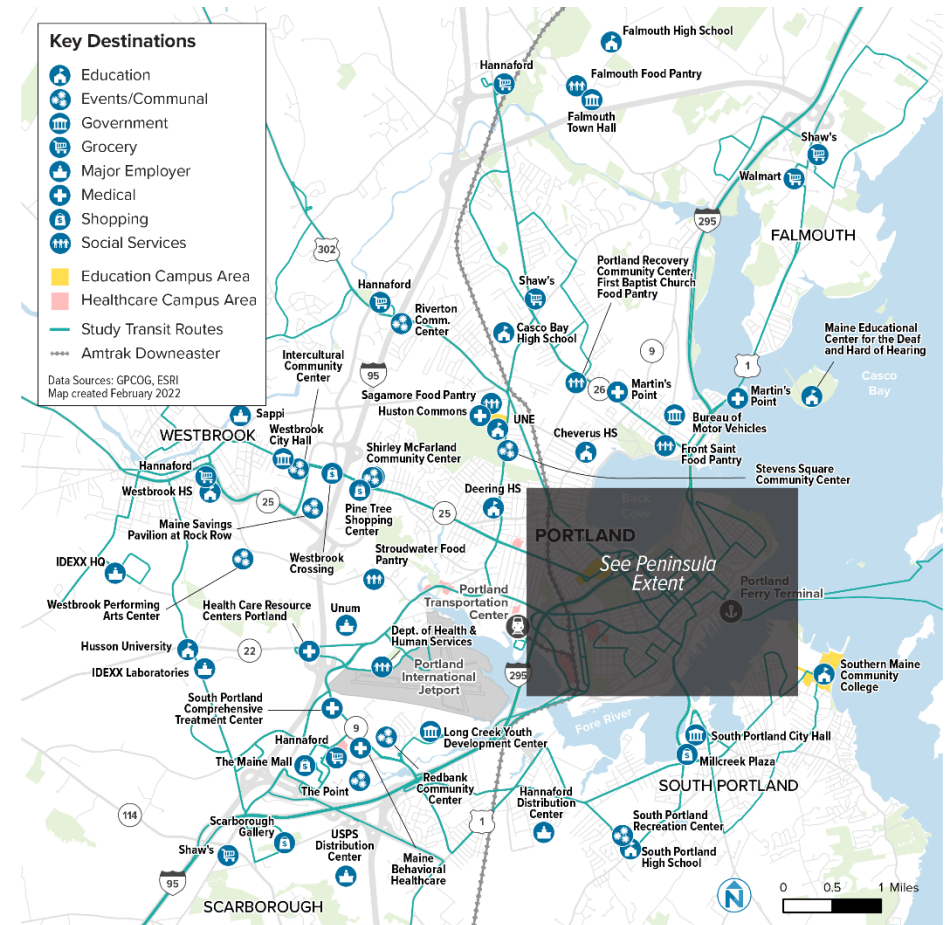 Key Destinations
Education
Events/Communal
Government
Grocery
Major Employer
Medical
Shopping
Social Services
Education Campus Area
Healthcare Campus Area
Study Transit Routes
Amtrak Downeaster
Data Sources: GPCOG, ESRI
Map created February 2022
Falmouth High School
Hannaford
Falmouth Food Pantry
Falmouth
Town Hall
Shaw's
Walmart
295
FALMOUTH
302
Portland Recovery
Community Center,
First Baptist Church
Food Pantry
Hannaford
Riverton
Comm.
Center
Shaw's
Casco Bay
High School
9
1
Maine Educational
Center for the Deaf
and Hard of Hearing
Casco
Bay
Intercultural
Community
Center
95
26
Martin's
Point
Martin's
Point
Sagamore Food Pantry
Huston Commons
UNE
Bureau of
Motor Vehicles
Sappi
WESTBROOK
Westbrook
City Hall
Shirley McFarland
Community Center
Cheverus HS
Front Saint
Food Pantry
Stevens Square
Community Center
Hannaford
Westbrook HS
25
Pine Tree
Shopping
Center
25
Deering HS
Back
Cove
Maine Savings
Pavilion at Rock Row
Westbrook
Crossing
Stroudwater Food
Pantry
PORTLAND
See Peninsula
Extent
IDEXX HQ
Westbrook Performing
Arts Center
Health Care Resource
Centers Portland
Unum
Portland
Transportation
Center
Portland
Ferry Terminal
Husson University
22
Dept. of Health &
Human Services
IDEXX Laboratories
Portland
International
Jetport
295
Southern Maine
Community
College
South Portland
Comprehensive
Treatment Center
9
Fore River
Long Creek Youth
Development Center
South Portland City Hall
Hannaford
The Maine Mall
Millcreek Plaza
The Point
Redbank
Community
Center
SOUTH PORTLAND
Hannaford
Distribution
Center
114
1
South Portland
Recreation Center
Scarborough
Gallery
USPS
Distribution
Center
Shaw's
Maine
Behavioral
Healthcare
South Portland
High School
95
SCARBOROUGH
N
0 0.5 1 Miles